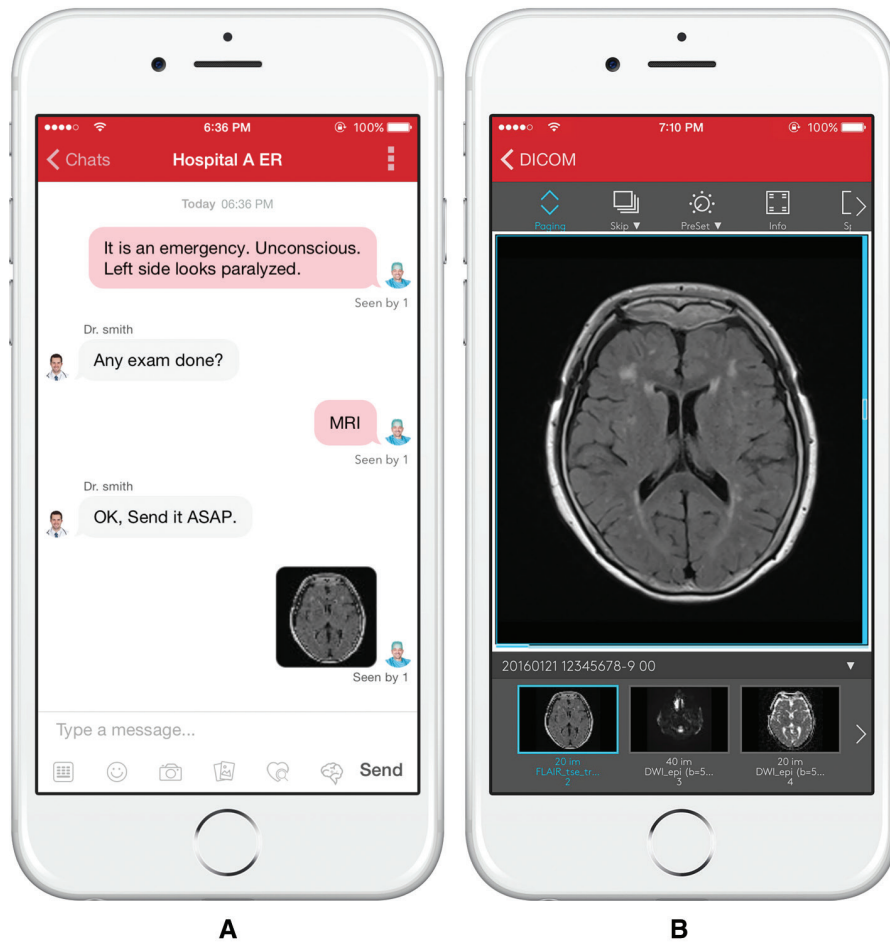 6:36 PM
100%
Chats
Hospital A ER
Today 06:36 PM
It is an emergency. Unconscious.
Left side looks paralyzed.
Seen by 1
Dr. smith
Any exam done?
MRI
Seen by 1
Dr. smith
OK, Send it ASAP.
Seen by 1
Type a message...
Send
A
7:10 PM
100%
DICOM
Paging
Skip ▼
PreSet ▼
Info
Sp
20160121 12345678-9 00
▼
20 im
FLAIR_tse_tr...
2
40 im
DWI_epi (b=5...
3
20 im
DWI_epi (b=5...
4
B